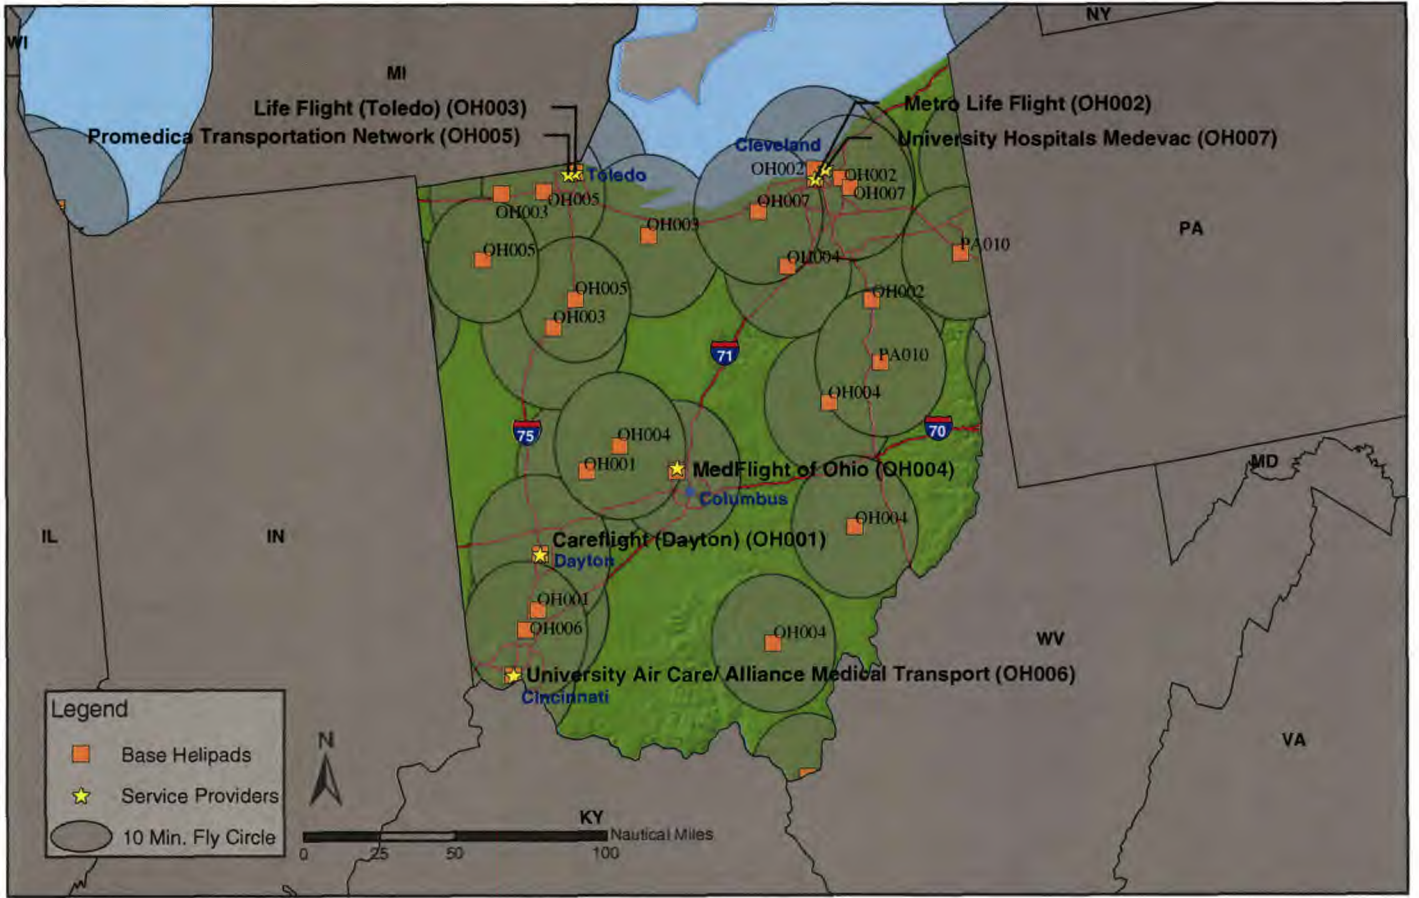 NY
WI
MI
Life Flight (Toledo) (OH003)
Metro Life Flight (OH002)
Promedica Transportation Network (OH005)
University Hospitals Medevac (OH007)
Cleveland
OH002
OH002
Toledo
OH007
OH005
OH003
OH007
OH003
PA
PA010
OH005
OH004
OH005
OH002
OH003
71
PA010
OH004
75
70
OH004
OH001
MedFlight of Ohio (OH004)
MD
Columbus
OH004
IL
IN
Careflight (Dayton) (OH001)
Dayton
OH001
OH006
OH004
WV
University Air Care/ Alliance Medical Transport (OH006)
Cincinnati
Legend
Base Helipads
Service Providers
10 Min. Fly Circle
N
VA
KY
Nautical Miles
0 25 50 100